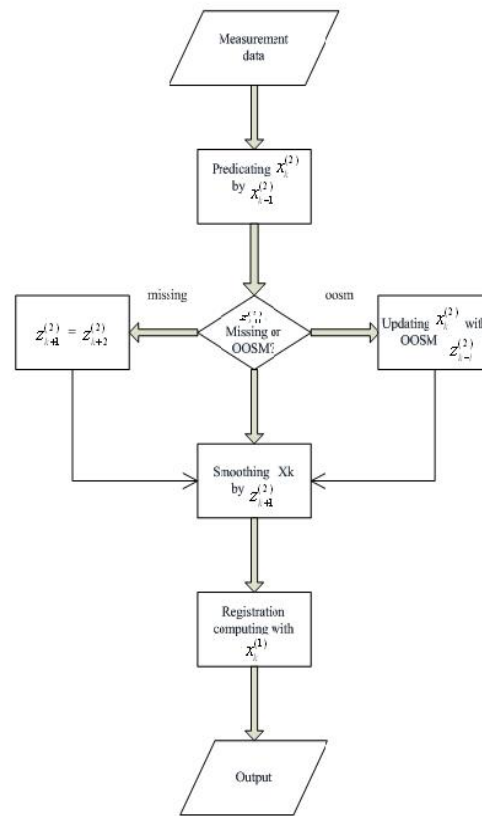 Measurement
data
Predicating x_k^(2)
by x_{k-1}^(2)
missing
oosm
z_{k+1}^(2) = z_{k+2}^(2)
Missing or
OOSM?
Updating x_k^(2) with
OOSM z_{k-l}^(2)
Smoothing Xk
by z_{k+1}^(2)
Registration
computing with
x_k^(1)
Output